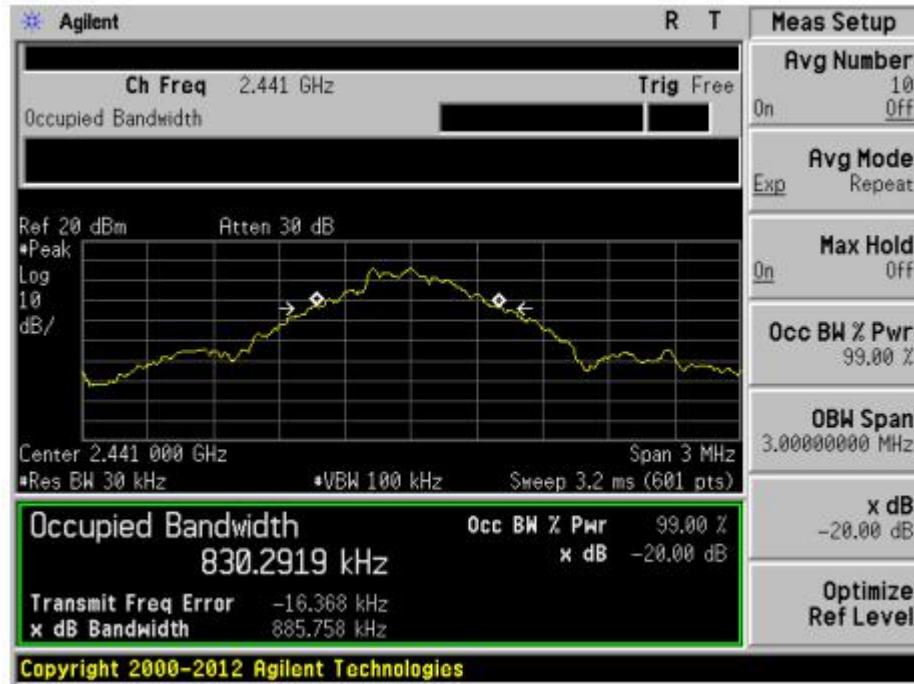 Agilent R T
Ch Freq 2.441 GHz Trig Free
Occupied Bandwidth
Ref 20 dBm Atten 30 dB
#Peak
Log
10
dB/
Center 2.441 000 GHz Span 3 MHz
#Res BW 30 kHz #VBW 100 kHz Sweep 3.2 ms (601 pts)
Occupied Bandwidth Occ BW % Pwr 99.00 %
830.2919 kHz x dB -20.00 dB
Transmit Freq Error -16.368 kHz
x dB Bandwidth 885.758 kHz
Copyright 2000-2012 Agilent Technologies
Meas Setup
Avg Number
10
On Off
Avg Mode
Exp Repeat
Max Hold
On Off
Occ BW % Pwr
99.00 %
OBW Span
3.00000000 MHz
x dB
-20.00 dB
Optimize
Ref Level